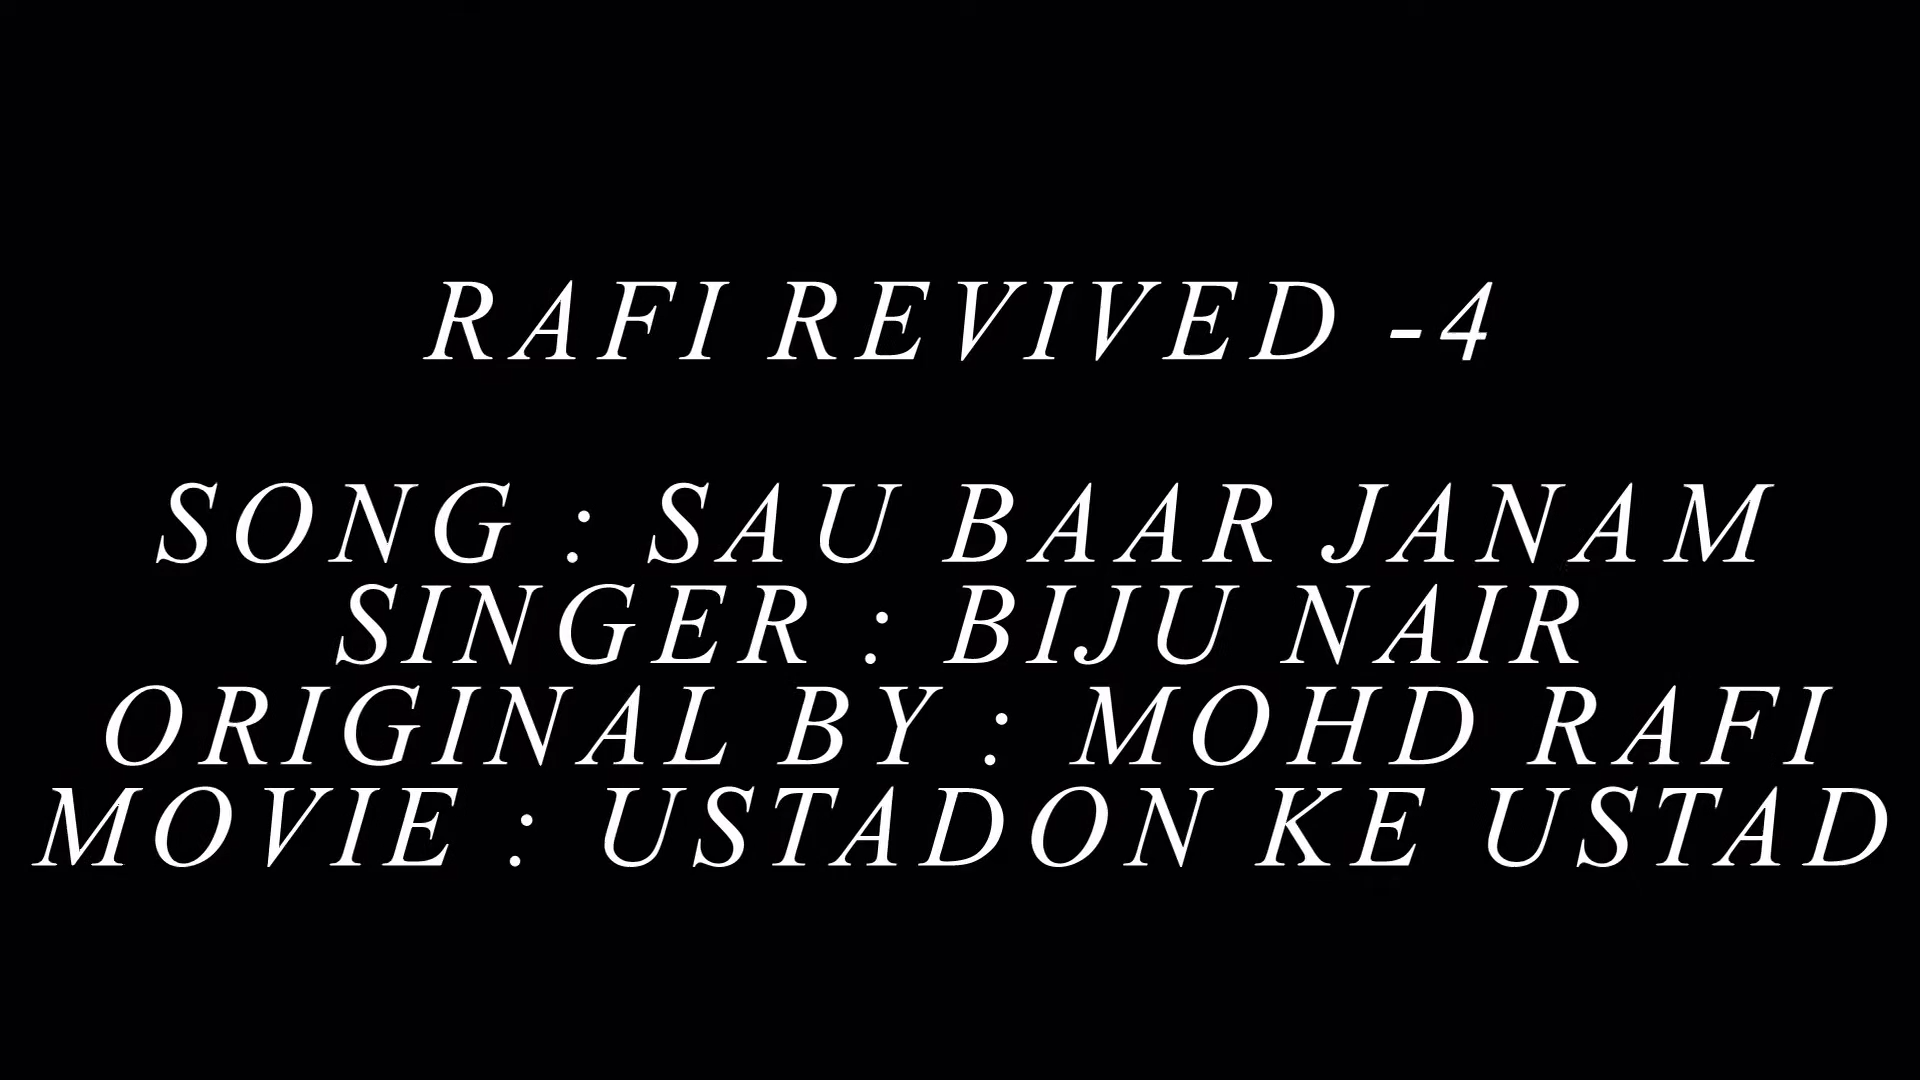 RAFI REVIVED -4
SONG : SAU BAAR JANAM
SINGER : BIJU NAIR
ORIGINAL BY : MOHD RAFI
MOVIE : USTADON KE USTAD